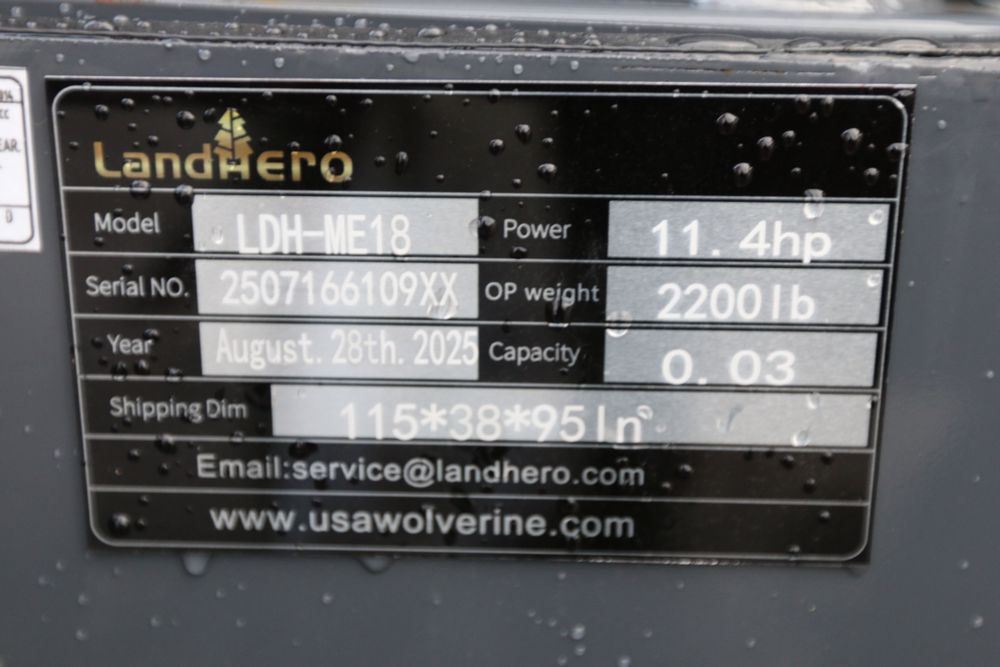 LandHero
Model LDH-ME18 Power 11.4hp
Serial NO. 2507166109XX OP weight 2200lb
Year August.28th.2025 Capacity 0.03
Shipping Dim 115*38*95In
Email:service@landhero.com
www.usawolverine.com
EAR.